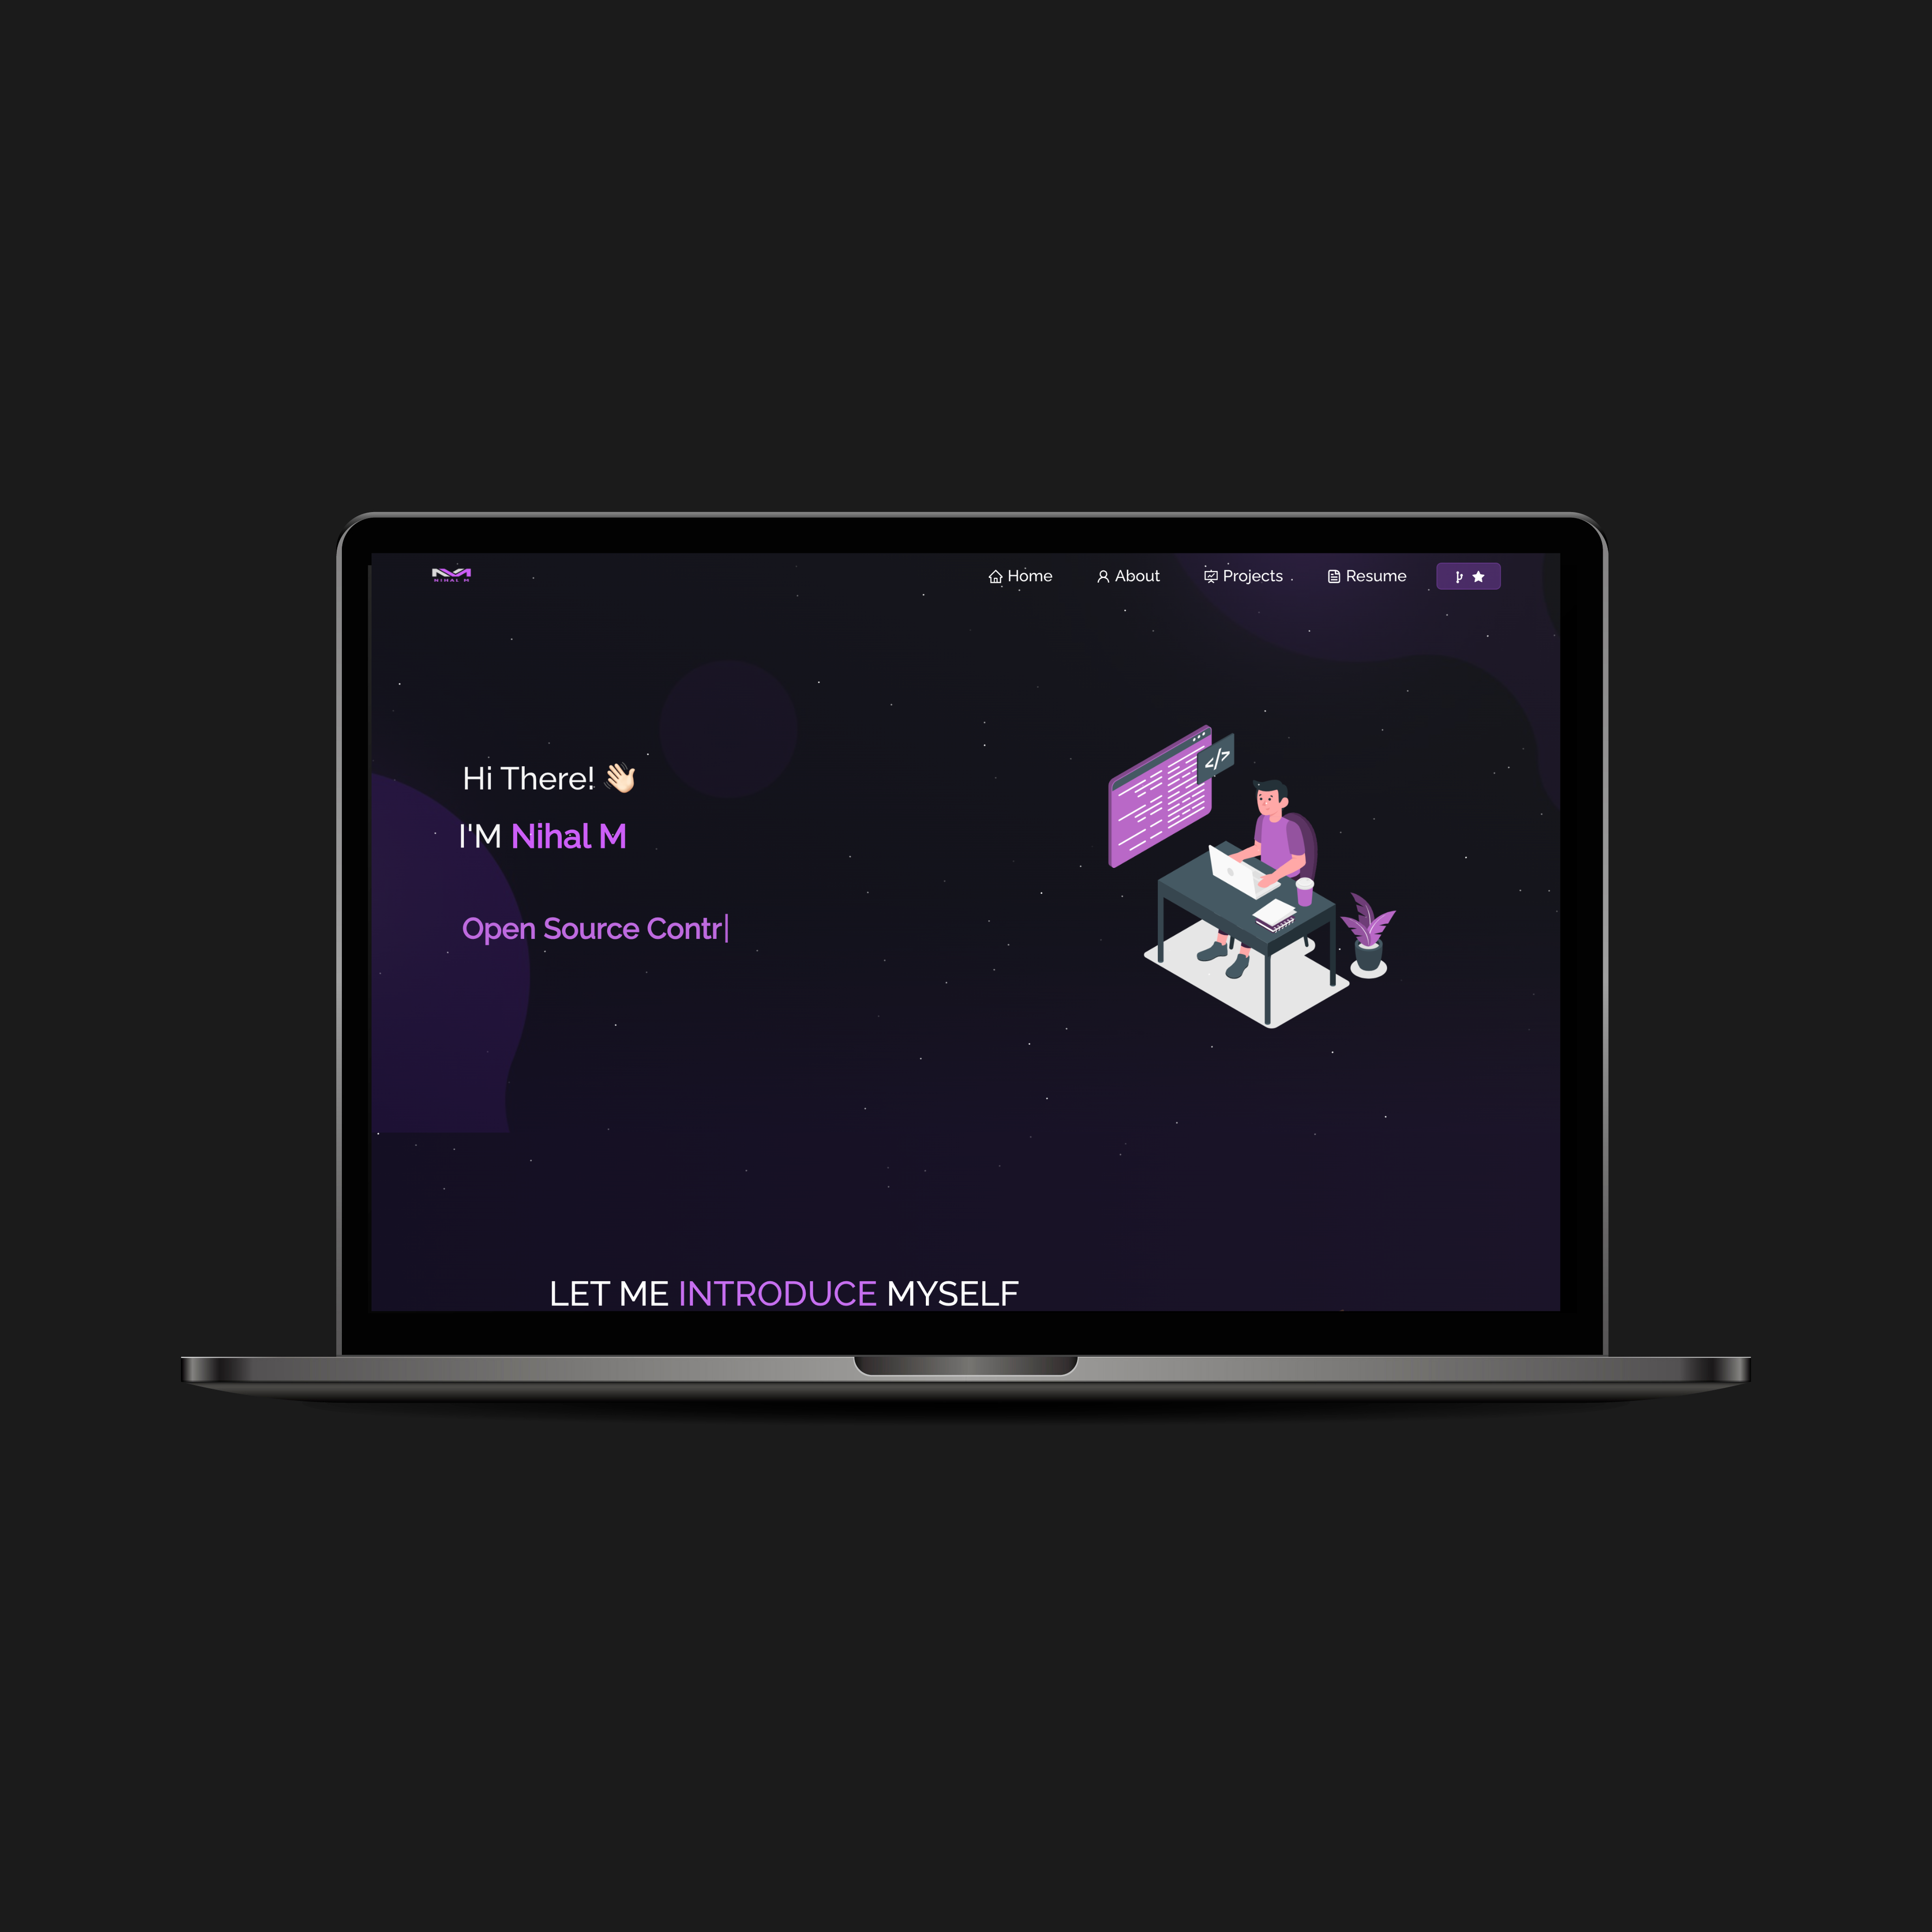 NIHAL M
Home About Projects Resume
</>
Hi There! 👋🏻
I'M Nihal M
Open Source Contr|
LET ME INTRODUCE MYSELF